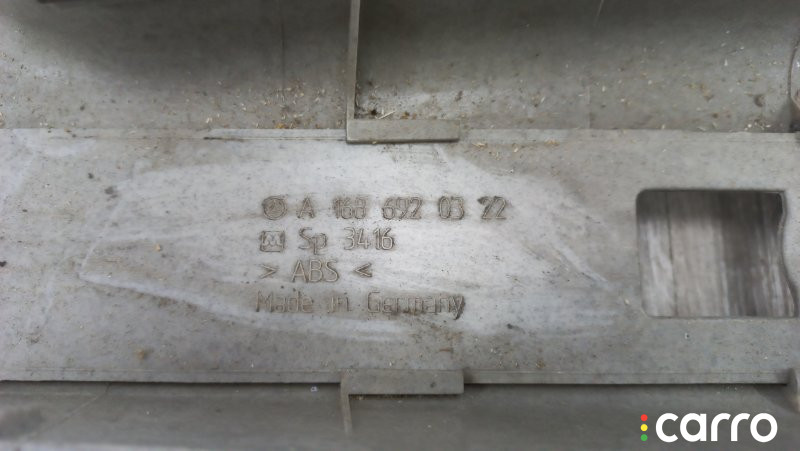 A 168 692 03 22
Sp 3416
> ABS <
Made in Germany
carro